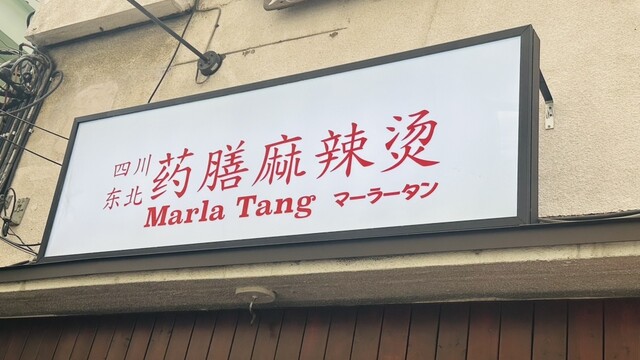 四川
东北
药膳麻辣烫
Marla Tang マーラータン